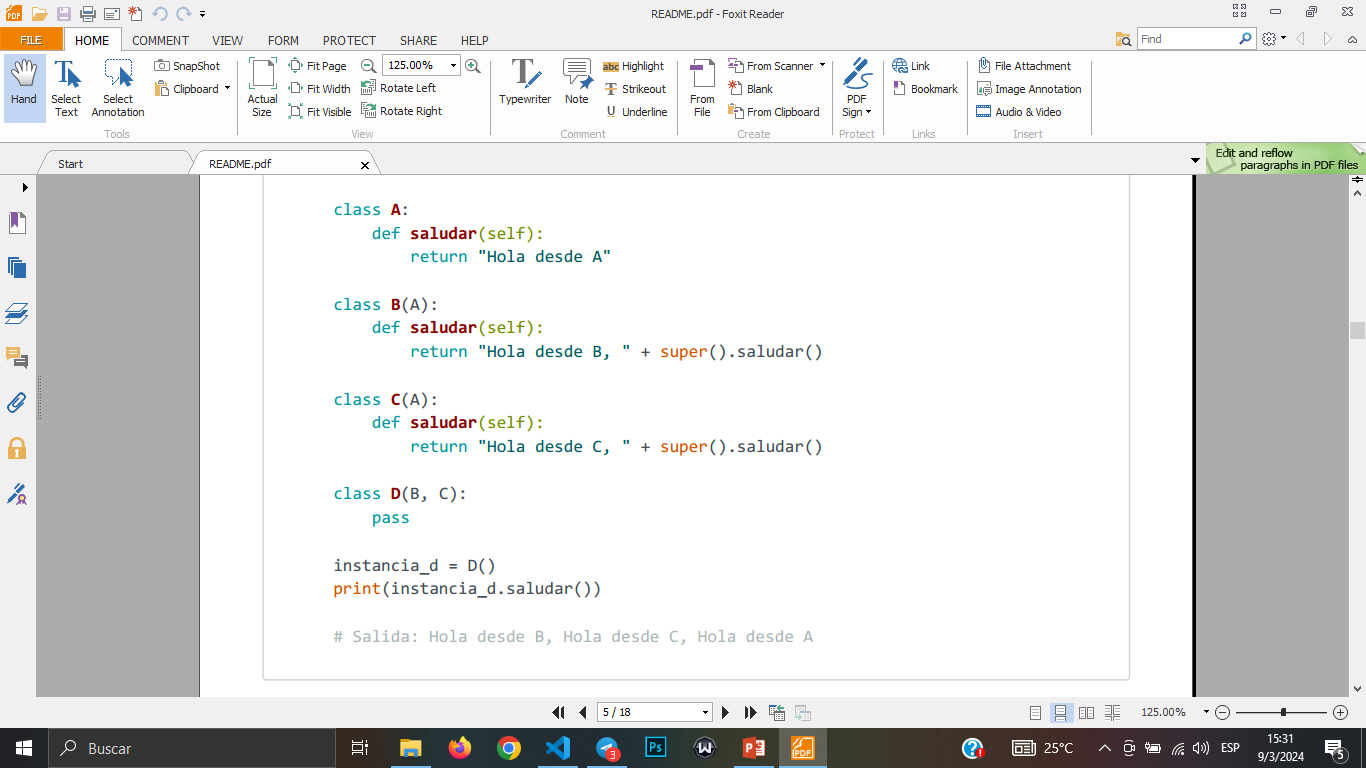 README.pdf - Foxit Reader
FILE HOME COMMENT VIEW FORM PROTECT SHARE HELP Find
Hand
Select Text
Select Annotation
SnapShot
Clipboard
Tools
Actual Size
Fit Page
Fit Width
Fit Visible
125.00%
Rotate Left
Rotate Right
View
Typewriter
Note
Highlight
Strikeout
Underline
Comment
From File
From Scanner
Blank
From Clipboard
Create
PDF Sign
Protect
Link
Bookmark
Links
File Attachment
Image Annotation
Audio & Video
Insert
Start README.pdf
Edit and reflow
paragraphs in PDF files
class A:
    def saludar(self):
        return "Hola desde A"
class B(A):
    def saludar(self):
        return "Hola desde B, " + super().saludar()
class C(A):
    def saludar(self):
        return "Hola desde C, " + super().saludar()
class D(B, C):
    pass
instancia_d = D()
print(instancia_d.saludar())
# Salida: Hola desde B, Hola desde C, Hola desde A
5 / 18 125.00%
Buscar
3
Ps
25°C
ESP
15:31
9/3/2024
5